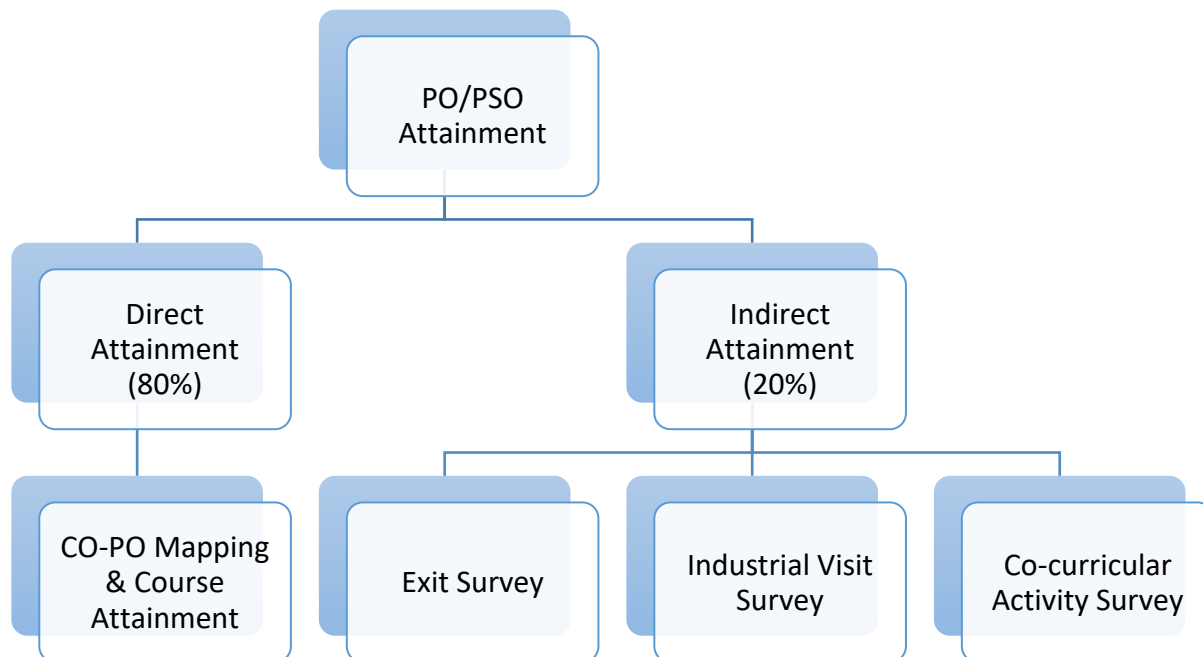 PO/PSO
Attainment
Direct
Attainment
(80%)
Indirect
Attainment
(20%)
CO-PO Mapping
& Course
Attainment
Exit Survey
Industrial Visit
Survey
Co-curricular
Activity Survey